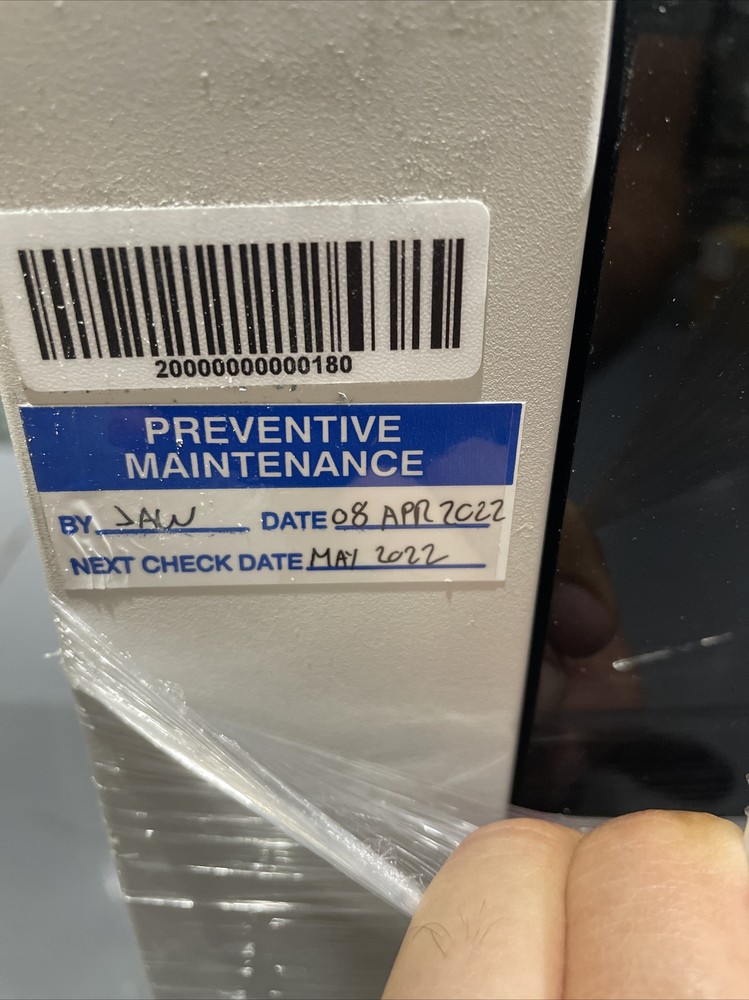 20000000000180
PREVENTIVE
MAINTENANCE
BY JAW DATE 08 APR 2022
NEXT CHECK DATE MAY 2022